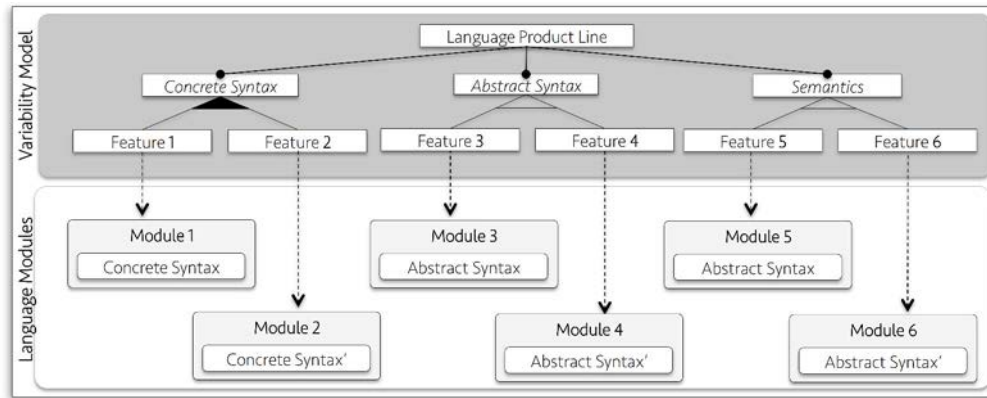 Variability Model
Language Product Line
Concrete Syntax
Abstract Syntax
Semantics
Feature 1
Feature 2
Feature 3
Feature 4
Feature 5
Feature 6
Language Modules
Module 1
Concrete Syntax
Module 3
Abstract Syntax
Module 5
Abstract Syntax
Module 2
Concrete Syntax'
Module 4
Abstract Syntax'
Module 6
Abstract Syntax'